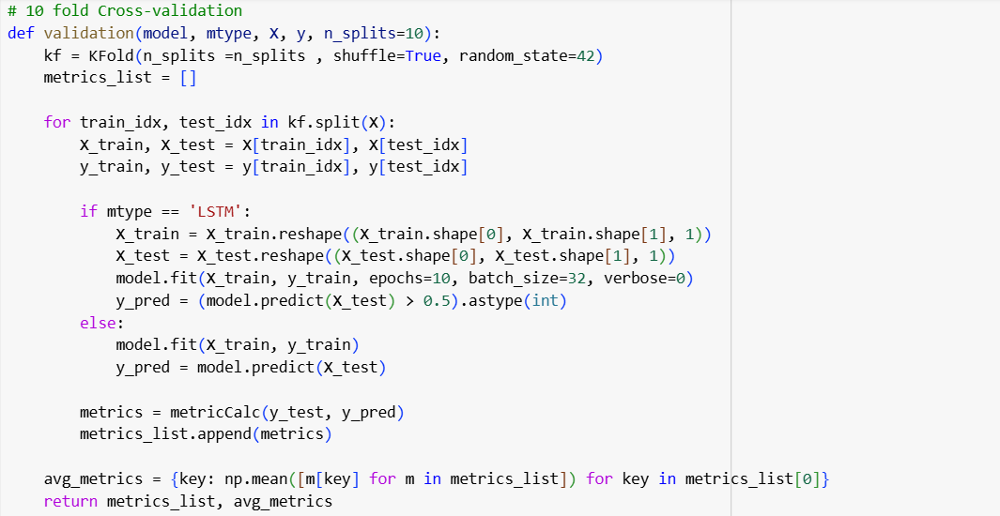 # 10 fold Cross-validation
def validation(model, mtype, X, y, n_splits=10):
    kf = KFold(n_splits =n_splits , shuffle=True, random_state=42)
    metrics_list = []

    for train_idx, test_idx in kf.split(X):
        X_train, X_test = X[train_idx], X[test_idx]
        y_train, y_test = y[train_idx], y[test_idx]

        if mtype == 'LSTM':
            X_train = X_train.reshape((X_train.shape[0], X_train.shape[1], 1))
            X_test = X_test.reshape((X_test.shape[0], X_test.shape[1], 1))
            model.fit(X_train, y_train, epochs=10, batch_size=32, verbose=0)
            y_pred = (model.predict(X_test) > 0.5).astype(int)
        else:
            model.fit(X_train, y_train)
            y_pred = model.predict(X_test)

        metrics = metricCalc(y_test, y_pred)
        metrics_list.append(metrics)

    avg_metrics = {key: np.mean([m[key] for m in metrics_list]) for key in metrics_list[0]}
    return metrics_list, avg_metrics